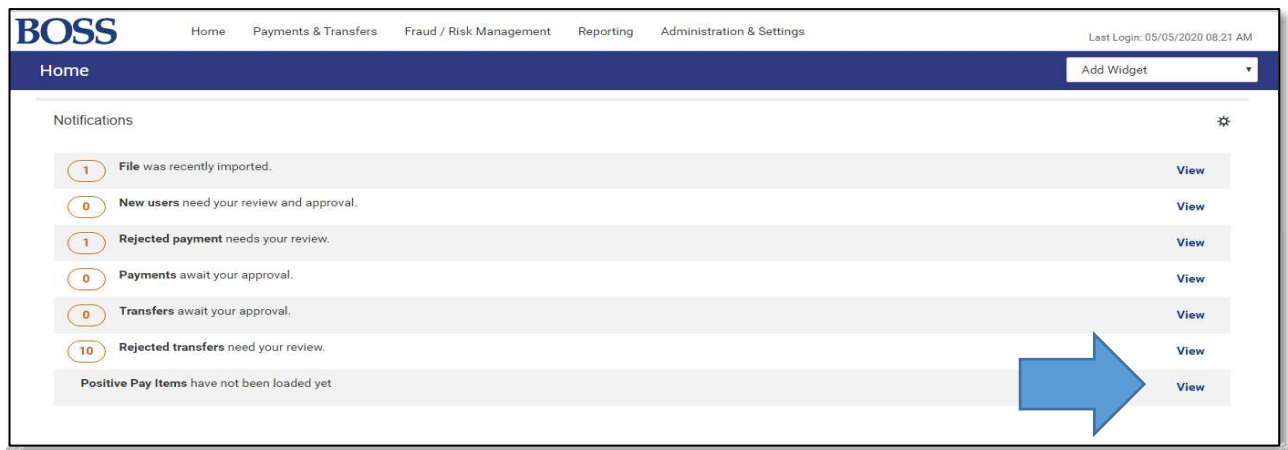 BOSS Home Payments & Transfers Fraud / Risk Management Reporting Administration & Settings Last Login: 05/05/2020 08:21 AM
Home Add Widget
Notifications
1 File was recently imported. View
0 New users need your review and approval. View
1 Rejected payment needs your review. View
0 Payments await your approval. View
0 Transfers await your approval. View
10 Rejected transfers need your review. View
Positive Pay Items have not been loaded yet View